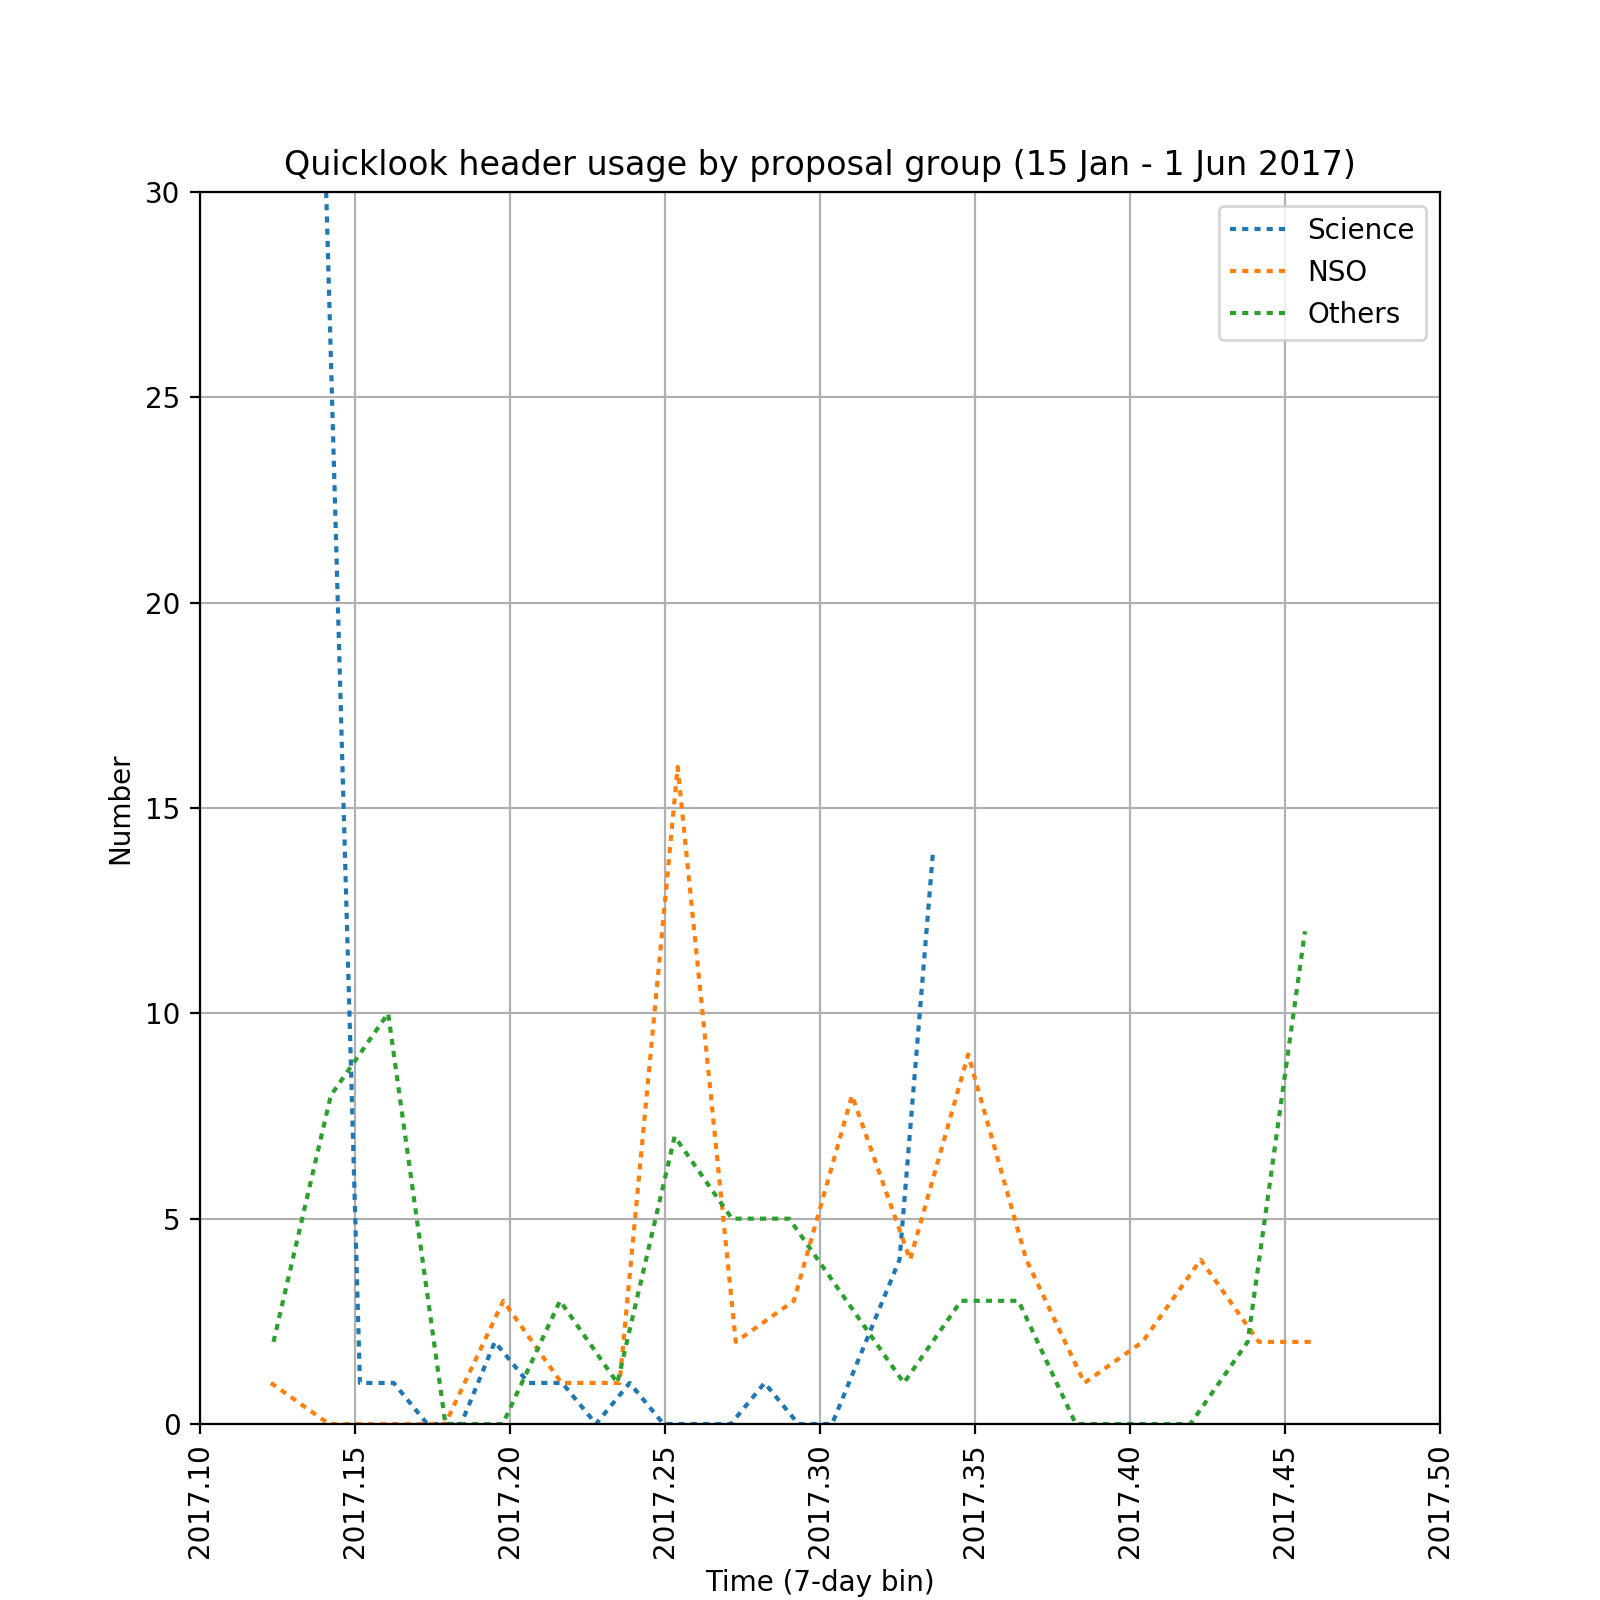 Quicklook header usage by proposal group (15 Jan - 1 Jun 2017)
30
25
20
15
10
5
0
Number
Science
NSO
Others
2017.10
2017.15
2017.20
2017.25
2017.30
2017.35
2017.40
2017.45
2017.50
Time (7-day bin)